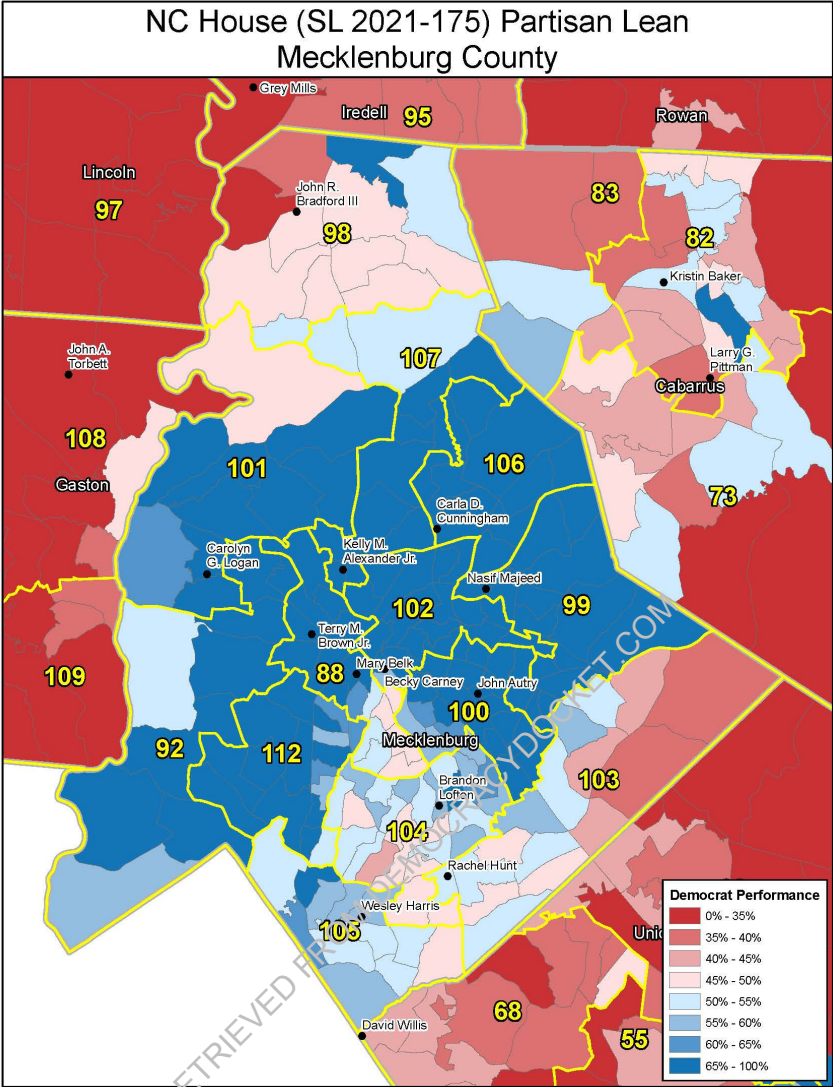 NC House (SL 2021-175) Partisan Lean
Mecklenburg County
Grey Mills
Iredell
95
Rowan
Lincoln
97
John R.
Bradford III
98
83
82
Kristin Baker
John A.
Torbett
107
Larry G.
Pittman
Cabarrus
108
101
106
Gaston
73
Carla D.
Cunningham
Carolyn
G. Logan
Kelly M.
Alexander Jr.
Nasif Majeed
102
99
Terry M.
Brown Jr.
109
88
Mary Belk
Becky Carney
John Autry
100
92
112
Mecklenburg
103
Brandon
Lofton
104
Rachel Hunt
Wesley Harris
105
68
David Willis
55
Democrat Performance
0% - 35%
35% - 40%
40% - 45%
45% - 50%
50% - 55%
55% - 60%
60% - 65%
65% - 100%
RETRIEVED FROM DEMOCRACYDOCKET.COM